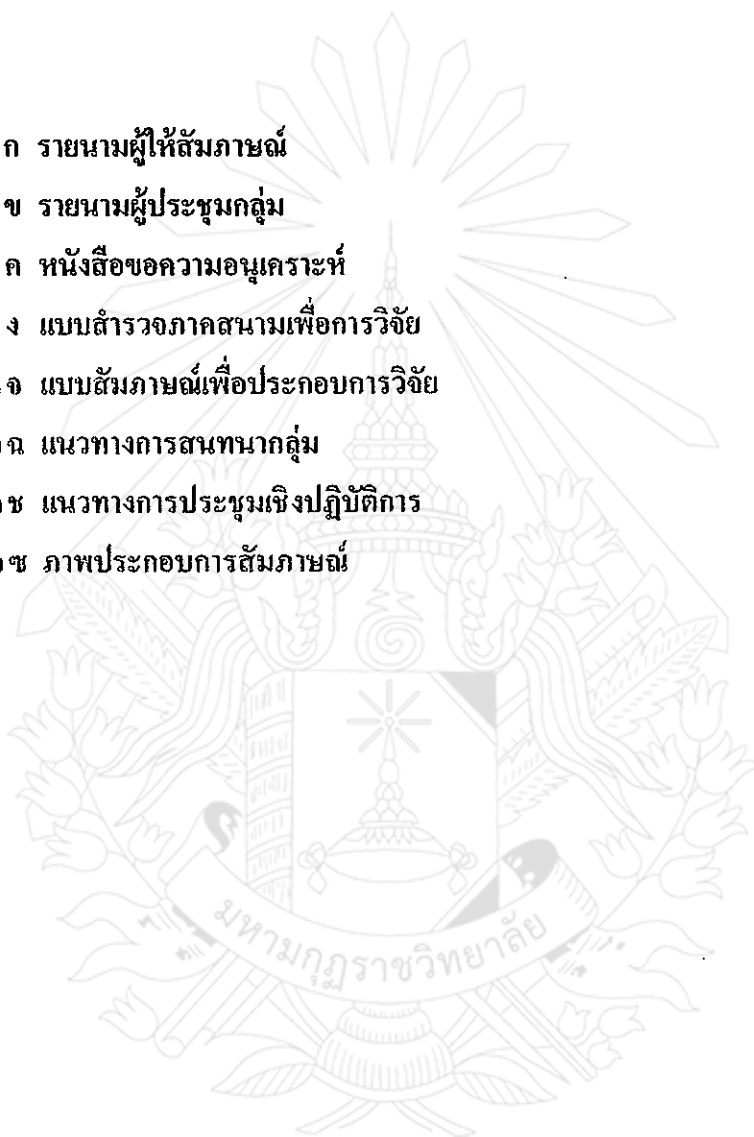 ก รายนามผู้ให้สัมภาษณ์
ข รายนามผู้ประชุมกลุ่ม
ค หนังสือขอความอนุเคราะห์
ง แบบสำรวจภาคสนามเพื่อการวิจัย
จ แบบสัมภาษณ์เพื่อประกอบการวิจัย
ฉ แนวทางการสนทนากลุ่ม
ช แนวทางการประชุมเชิงปฏิบัติการ
ซ ภาพประกอบการสัมภาษณ์
มหามกุฏราชวิทยาลัย